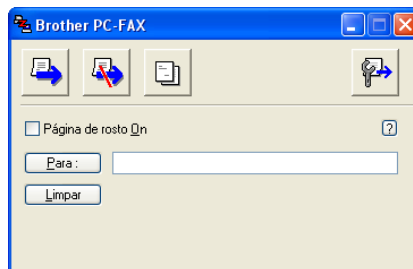 Brother PC-FAX
Página de rosto On
?
Para :
Limpar